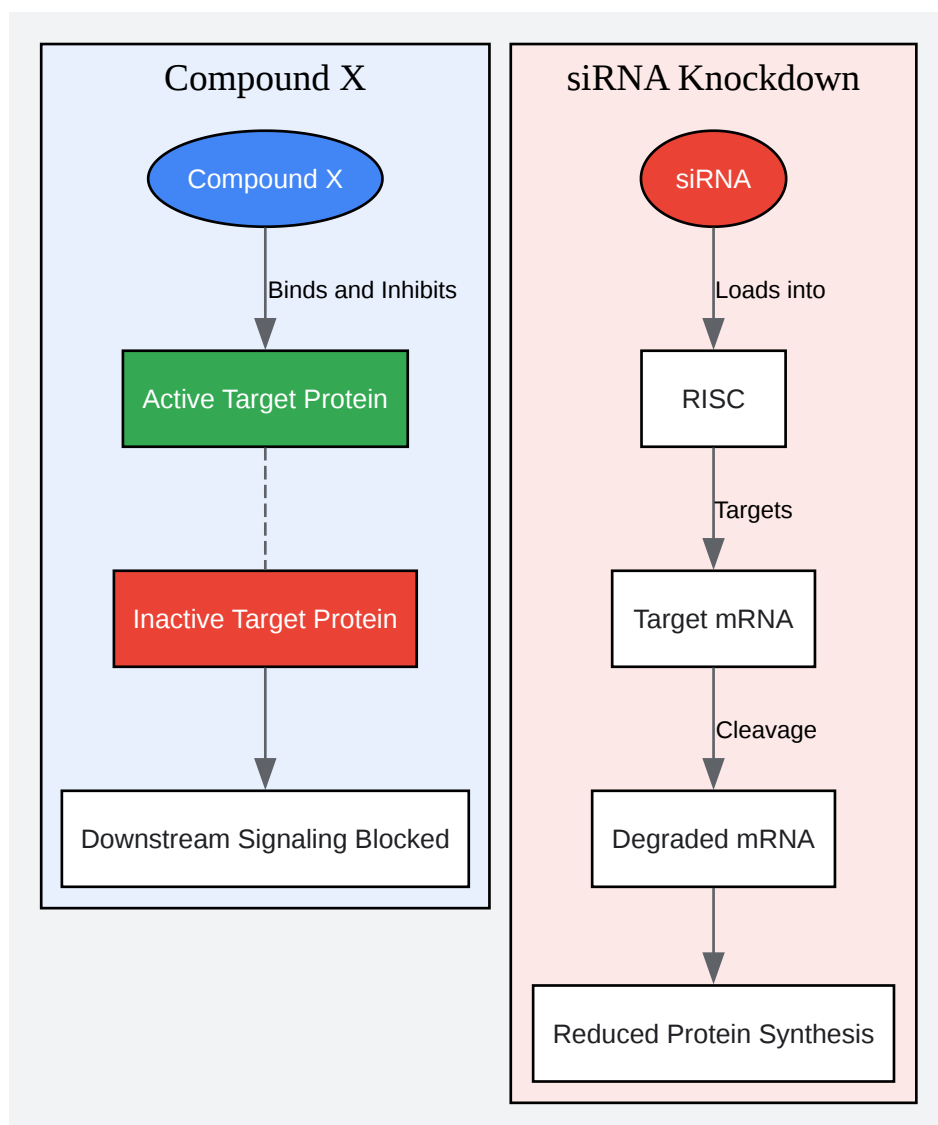 Compound X
Compound X
Binds and Inhibits
Active Target Protein
Inactive Target Protein
Downstream Signaling Blocked
siRNA Knockdown
siRNA
Loads into
RISC
Targets
Target mRNA
Cleavage
Degraded mRNA
Reduced Protein Synthesis